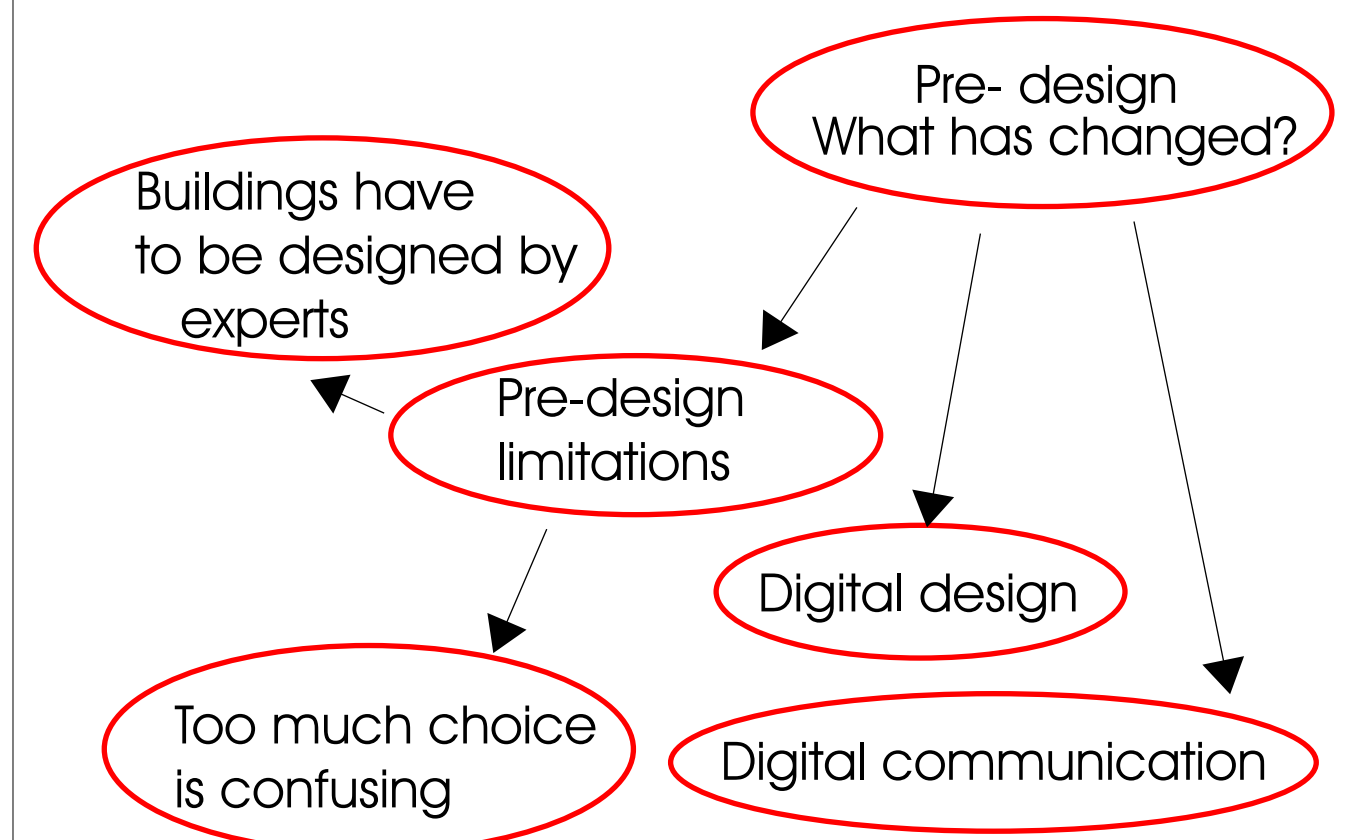 Pre- design
What has changed?
Buildings have
to be designed by
experts
Pre-design
limitations
Digital design
Too much choice
is confusing
Digital communication